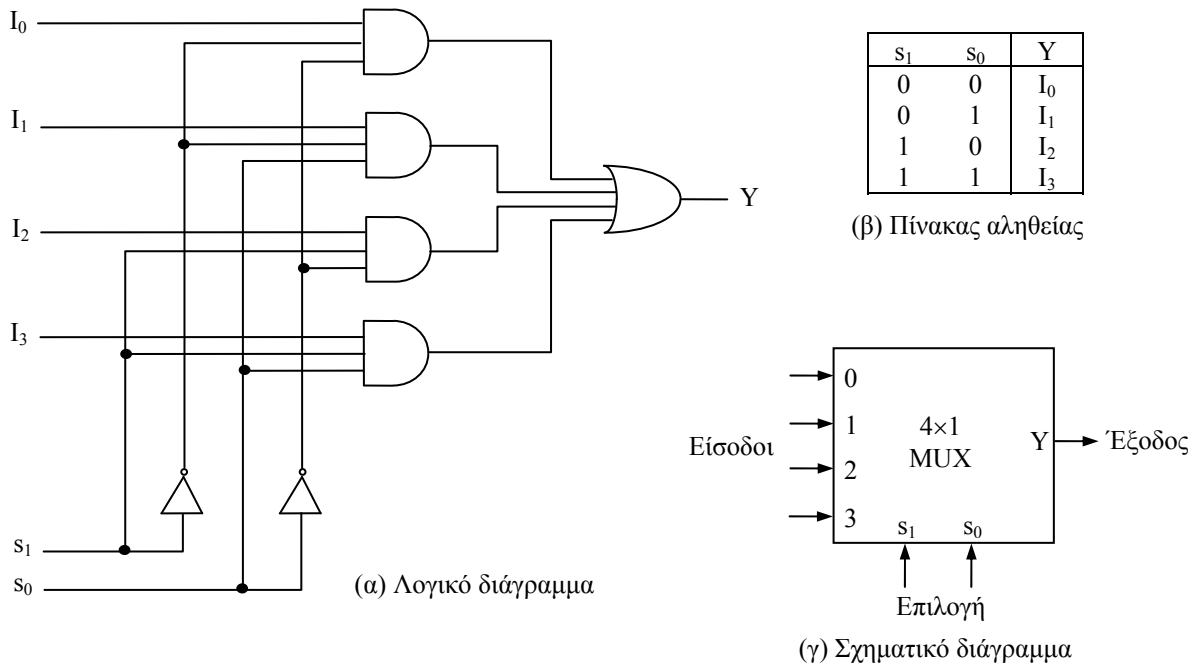 I₀
I₁
I₂
I₃
s₁
s₀
Y
(α) Λογικό διάγραμμα
s₁ s₀ Y
0 0 I₀
0 1 I₁
1 0 I₂
1 1 I₃
(β) Πίνακας αληθείας
Είσοδοι
0
1
2
3
4×1
MUX
Y
Έξοδος
s₁ s₀
Επιλογή
(γ) Σχηματικό διάγραμμα